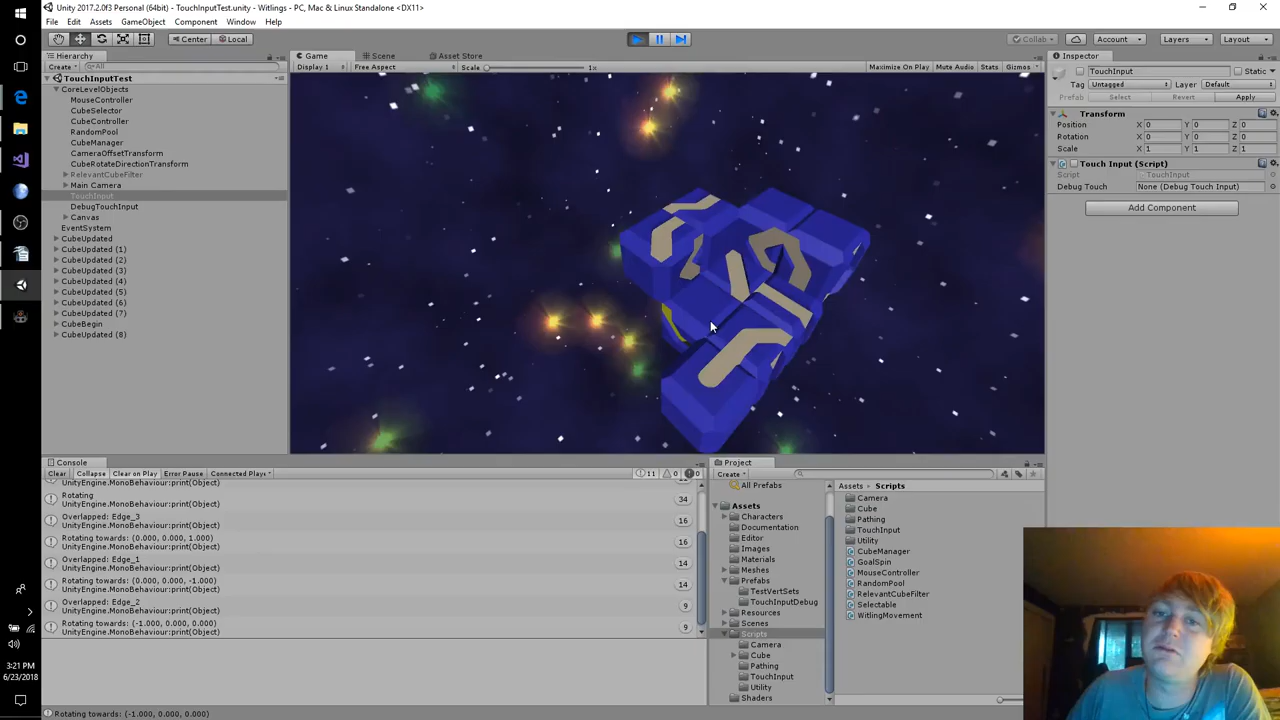 Unity 2017.2.0f3 Personal (64bit) - TouchInputTest.unity - Witlings - PC, Mac & Linux Standalone <DX11>
File Edit Assets GameObject Component Window Help
Center Local
Collab Account Layers Layout
Hierarchy
Create All
TouchInputTest
CoreLevelObjects
MouseController
CubeSelector
CubeController
RandomPool
CubeManager
CameraOffsetTransform
CubeRotateDirectionTransform
RelevantCubeFilter
Main Camera
TouchInput
DebugTouchInput
Canvas
EventSystem
CubeUpdated
CubeUpdated (1)
CubeUpdated (2)
CubeUpdated (3)
CubeUpdated (4)
CubeUpdated (5)
CubeUpdated (6)
CubeUpdated (7)
CubeBegin
CubeUpdated (8)
Game Scene Asset Store
Display 1 Free Aspect Scale 1x Maximize On Play Mute Audio Stats Gizmos
Inspector
TouchInput Static
Tag Untagged Layer Default
Prefab Select Revert Apply
Transform
Position X 0 Y 0 Z 0
Rotation X 0 Y 0 Z 0
Scale X 1 Y 1 Z 1
Touch Input (Script)
Script TouchInput
Debug Touch None (Debug Touch Input)
Add Component
Console
Clear Collapse Clear on Play Error Pause Connected Player 11 0 0
UnityEngine.MonoBehaviour:print(Object)
Rotating
UnityEngine.MonoBehaviour:print(Object) 34
Overlapped: Edge_3
UnityEngine.MonoBehaviour:print(Object) 16
Rotating towards: (0.000, 0.000, 1.000)
UnityEngine.MonoBehaviour:print(Object) 16
Overlapped: Edge_1
UnityEngine.MonoBehaviour:print(Object) 14
Rotating towards: (0.000, 0.000, -1.000)
UnityEngine.MonoBehaviour:print(Object) 14
Overlapped: Edge_2
UnityEngine.MonoBehaviour:print(Object) 9
Rotating towards: (-1.000, 0.000, 0.000)
UnityEngine.MonoBehaviour:print(Object) 9
Rotating towards: (-1.000, 0.000, 0.000)
Project
Create
All Prefabs
Assets
Characters
Documentation
Editor
Images
Materials
Meshes
Prefabs
TestVertSets
TouchInputDebug
Resources
Scenes
Scripts
Camera
Cube
Pathing
TouchInput
Utility
Shaders
Assets Scripts
Camera
Cube
Pathing
TouchInput
Utility
CubeManager
GoalSpin
MouseController
RandomPool
RelevantCubeFilter
Selectable
WitlingMovement
3:21 PM
6/23/2018